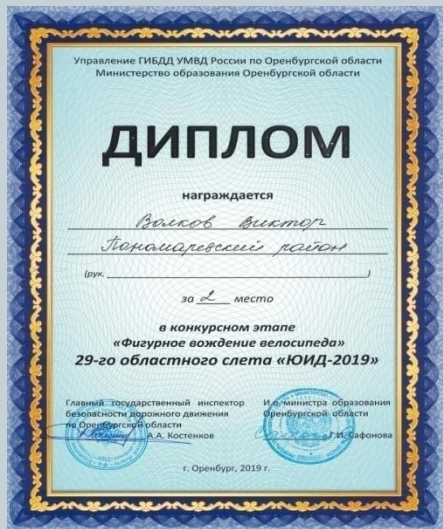 Управление ГИБДД УМВД России по Оренбургской области
Министерство образования Оренбургской области
ДИПЛОМ
награждается
Волков Виктор
Пономаревский район
(рук. )
за 2 место
в конкурсном этапе
«Фигурное вождение велосипеда»
29-го областного слета «ЮИД-2019»
Главный государственный инспектор
безопасности дорожного движения
по Оренбургской области
А.А. Костенков
И.о. министра образования
Оренбургской области
Г.И. Сафонова
г. Оренбург, 2019 г.